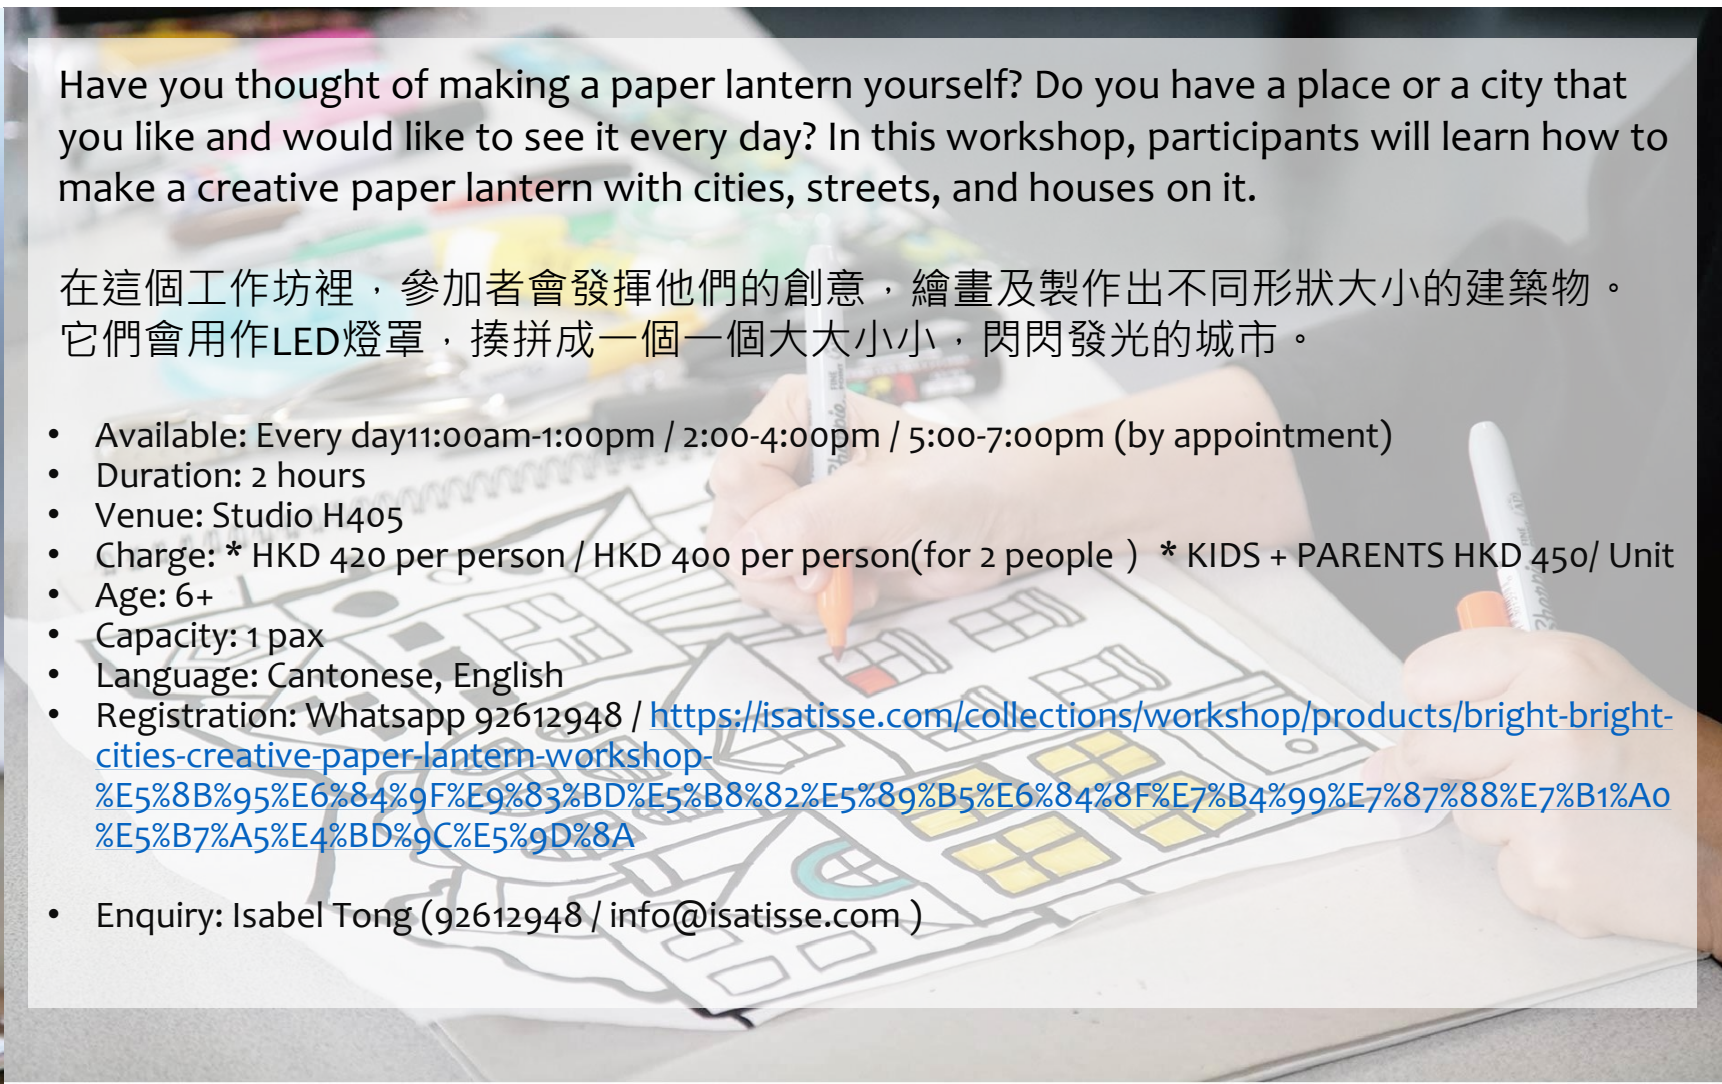 Have you thought of making a paper lantern yourself? Do you have a place or a city that
you like and would like to see it every day? In this workshop, participants will learn how to
make a creative paper lantern with cities, streets, and houses on it.
在這個工作坊裡，參加者會發揮他們的創意，繪畫及製作出不同形狀大小的建築物。
它們會用作LED燈罩，揍拼成一個一個大大小小，閃閃發光的城市。
• Available: Every day11:00am-1:00pm / 2:00-4:00pm / 5:00-7:00pm (by appointment)
• Duration: 2 hours
• Venue: Studio H405
• Charge: * HKD 420 per person / HKD 400 per person(for 2 people ) * KIDS + PARENTS HKD 450/ Unit
• Age: 6+
• Capacity: 1 pax
• Language: Cantonese, English
• Registration: Whatsapp 92612948 / https://isatisse.com/collections/workshop/products/bright-bright-
cities-creative-paper-lantern-workshop-
%E5%8B%95%E6%84%9F%E9%83%BD%E5%B8%82%E5%89%B5%E6%84%8F%E7%B4%99%E7%87%88%E7%B1%A0
%E5%B7%A5%E4%BD%9C%E5%9D%8A
• Enquiry: Isabel Tong (92612948 / info@isatisse.com )
Sharpie
FINE POINT
Sharpie